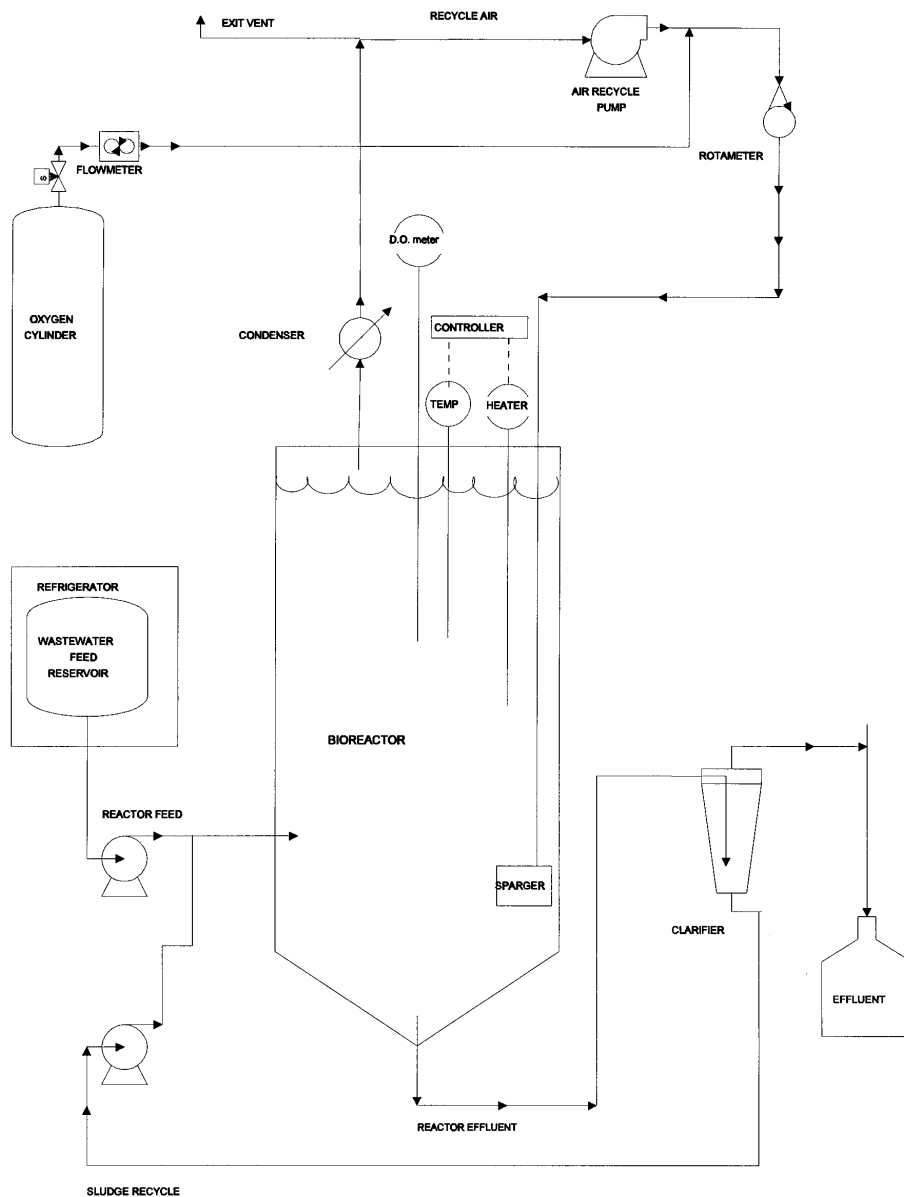 EXIT VENT
RECYCLE AIR
AIR RECYCLE
PUMP
ROTAMETER
FLOWMETER
S
D.O. meter
OXYGEN
CYLINDER
CONDENSER
CONTROLLER
TEMP
HEATER
REFRIGERATOR
WASTEWATER
FEED
RESERVOIR
BIOREACTOR
REACTOR FEED
SPARGER
CLARIFIER
EFFLUENT
REACTOR EFFLUENT
SLUDGE RECYCLE